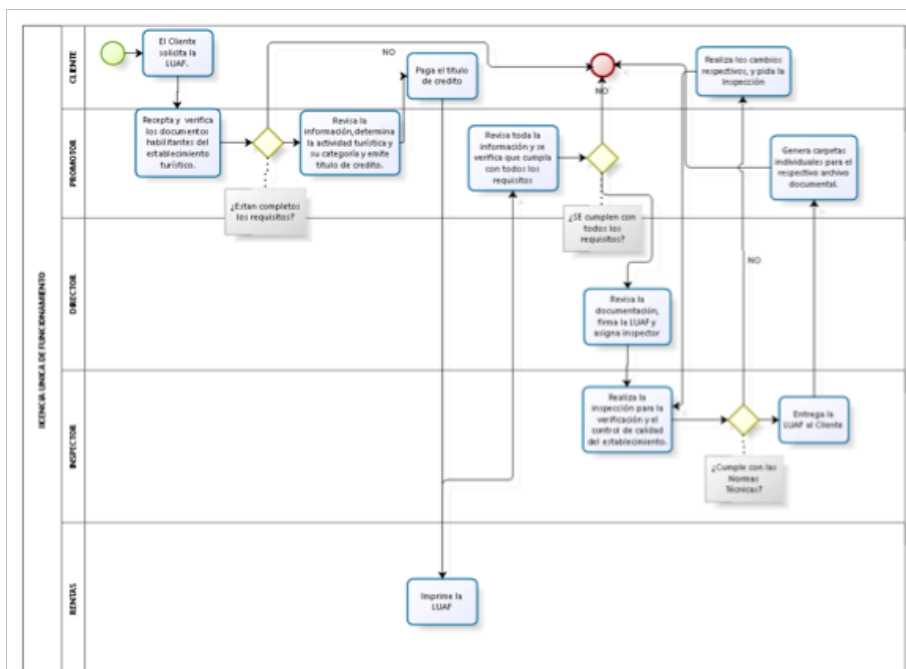 LICENCIA UNICA DE FUNCIONAMIENTO
CLIENTE
El Cliente
solicita la
LUAF.
NO
Paga el titulo
de credito
NO
Realiza los cambios
respectivos, y pida la
Inspección
PROMOTOR
Recepta y verifica
los documentos
habilitantes del
establecimiento
turístico.
¿Estan completos
los requisitos?
Revisa la
información,determina
la actividad turística y
su categoría y emite
titulo de credito.
Revisa toda la
información y se
verifica que cumpla
con todos los
requisitos
¿SE cumplen con
todos los
requisitos?
Genera carpetas
individuales para el
respectivo archivo
documental.
DIRECTOR
Revisa la
documentación,
firma la LUAF y
asigna inspector
NO
INSPECTOR
Realiza la
inspección para la
verificación y el
control de calidad
del establecimiento.
¿Cumple con las
Normas
Técnicas?
Entrega la
LUAF al Cliente
RENTAS
Imprime la
LUAF